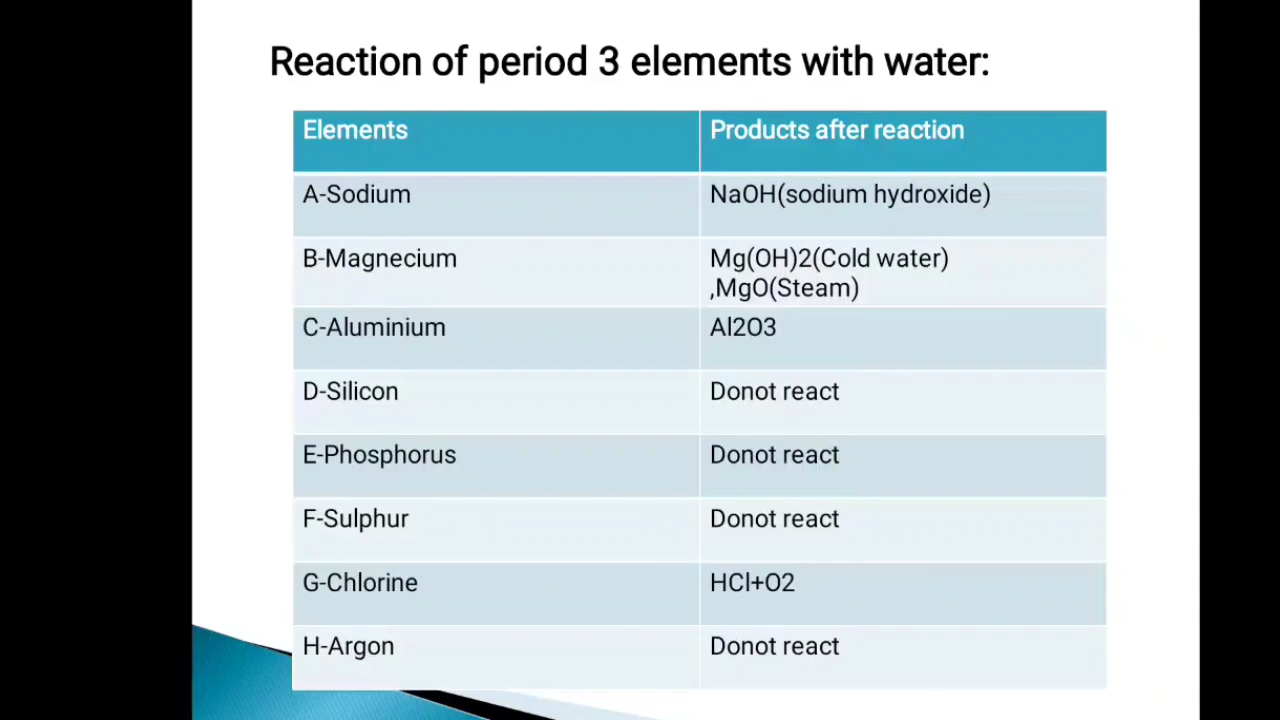 Reaction of period 3 elements with water:
Elements
Products after reaction
A-Sodium
NaOH(sodium hydroxide)
B-Magnecium
Mg(OH)2(Cold water)
,MgO(Steam)
C-Aluminium
Al2O3
D-Silicon
Donot react
E-Phosphorus
Donot react
F-Sulphur
Donot react
G-Chlorine
HCl+O2
H-Argon
Donot react